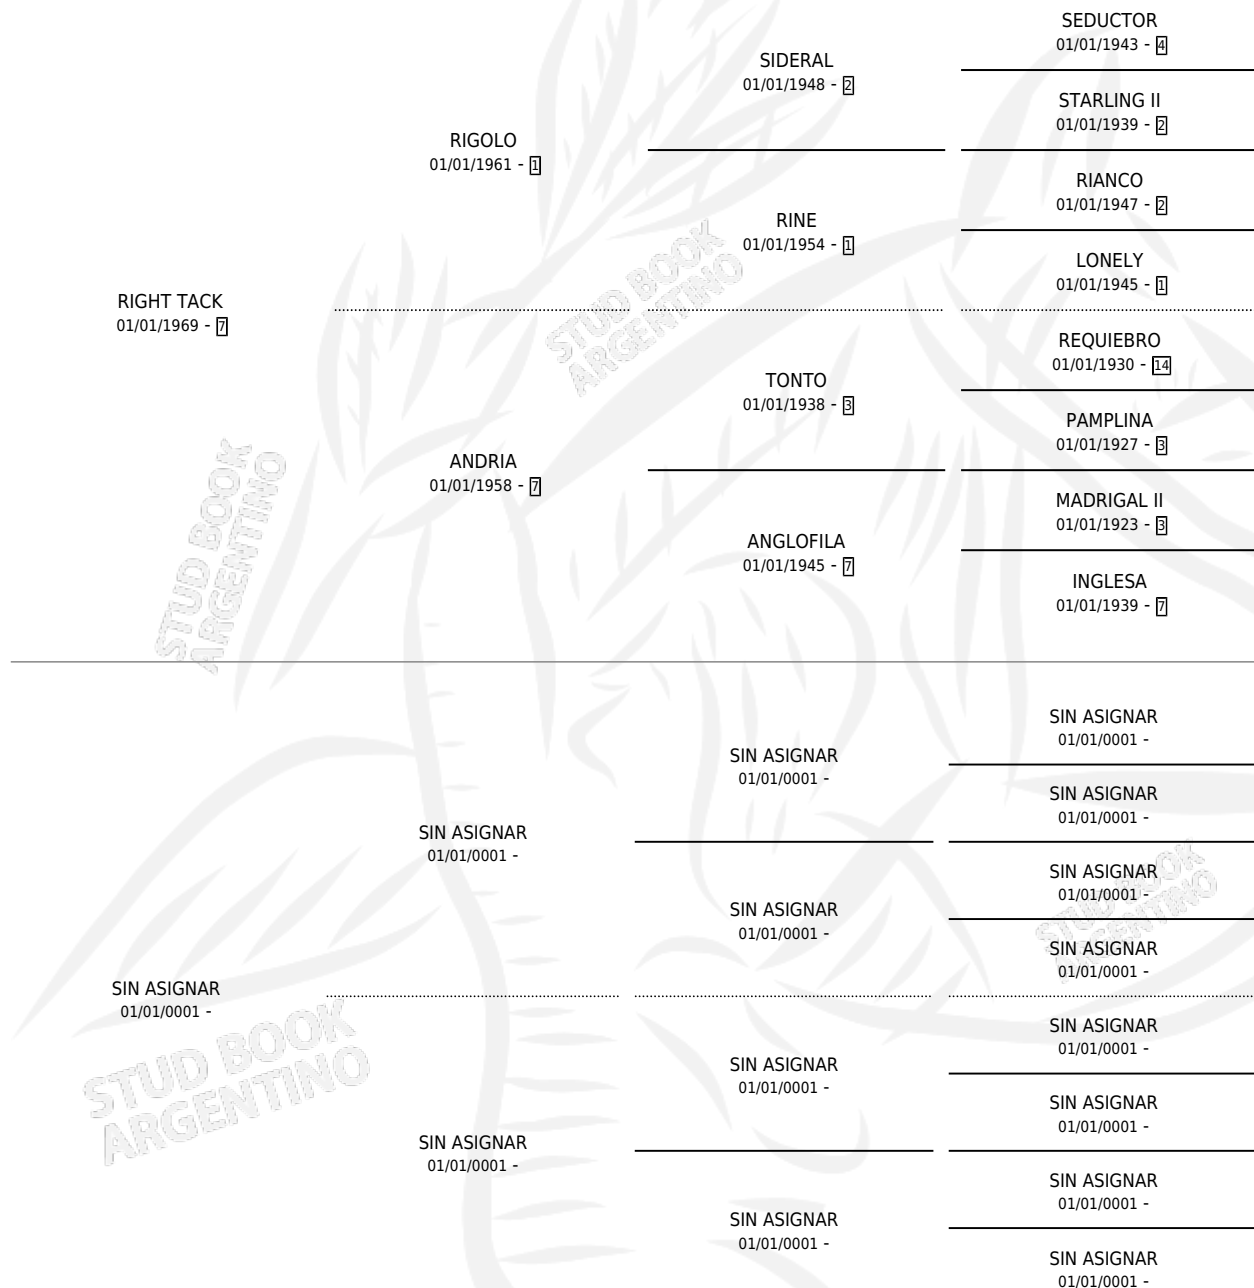 SEDUCTOR
01/01/1943 - 4
SIDERAL
01/01/1948 - 2
STARLING II
01/01/1939 - 2
RIGOLO
01/01/1961 - 1
RIANCO
01/01/1947 - 2
RINE
01/01/1954 - 1
LONELY
01/01/1945 - 1
RIGHT TACK
01/01/1969 - 7
REQUIEBRO
01/01/1930 - 14
TONTO
01/01/1938 - 3
PAMPLINA
01/01/1927 - 3
ANDRIA
01/01/1958 - 7
MADRIGAL II
01/01/1923 - 3
ANGLOFILA
01/01/1945 - 7
INGLESA
01/01/1939 - 7
STUD BOOK
ARGENTINO
STUD BOOK
ARGENTINO
SIN ASIGNAR
01/01/0001 -
SIN ASIGNAR
01/01/0001 -
SIN ASIGNAR
01/01/0001 -
SIN ASIGNAR
01/01/0001 -
SIN ASIGNAR
01/01/0001 -
SIN ASIGNAR
01/01/0001 -
SIN ASIGNAR
01/01/0001 -
SIN ASIGNAR
01/01/0001 -
SIN ASIGNAR
01/01/0001 -
SIN ASIGNAR
01/01/0001 -
SIN ASIGNAR
01/01/0001 -
SIN ASIGNAR
01/01/0001 -
SIN ASIGNAR
01/01/0001 -
SIN ASIGNAR
01/01/0001 -
SIN ASIGNAR
01/01/0001 -
STUD BOOK
ARGENTINO
STUD BOOK
ARGENTINO